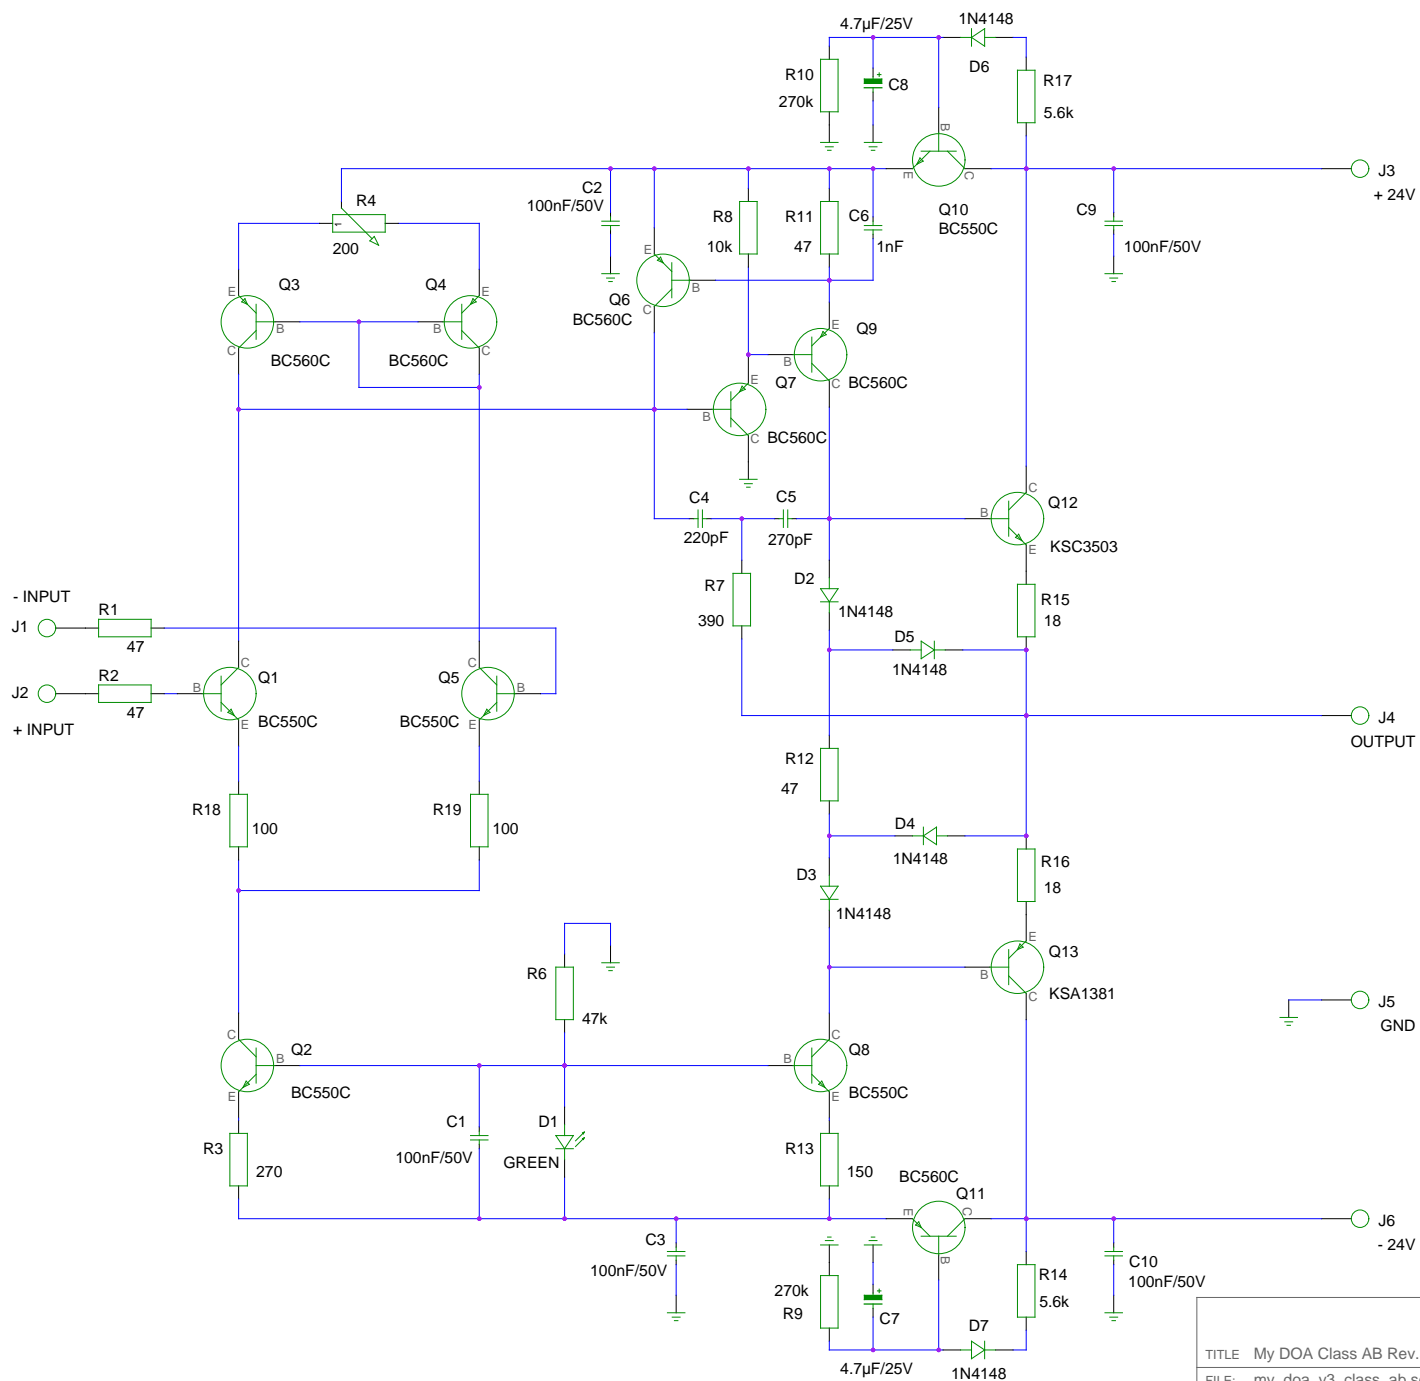 4.7µF/25V
1N4148
D6
R10
270k
C8
R17
5.6k
B
E
C
Q10
BC550C
J3
+ 24V
C9
100nF/50V
C2
100nF/50V
R4
1
200
R8
10k
R11
47
C6
1nF
E
Q3
B
C
BC560C
E
Q4
B
C
BC560C
E
Q6
B
C
BC560C
E
Q9
B
C
BC560C
E
Q7
B
C
BC560C
C4
220pF
C5
270pF
C
Q12
B
E
KSC3503
R7
390
D2
1N4148
R15
18
D5
1N4148
- INPUT
J1
R1
47
J2
R2
47
+ INPUT
C
Q1
B
E
BC550C
C
Q5
B
E
BC550C
J4
OUTPUT
R12
47
R18
100
R19
100
D4
1N4148
R16
18
D3
1N4148
E
Q13
B
C
KSA1381
R6
47k
J5
GND
C
Q2
B
E
BC550C
C
Q8
B
E
BC550C
C1
100nF/50V
D1
GREEN
R3
270
R13
150
BC560C
Q11
E
C
B
J6
- 24V
C3
100nF/50V
C10
100nF/50V
270k
R9
C7
4.7µF/25V
R14
5.6k
D7
1N4148
TITLE My DOA Class AB Rev.
FILE: my_doa_v3_class_ab.s